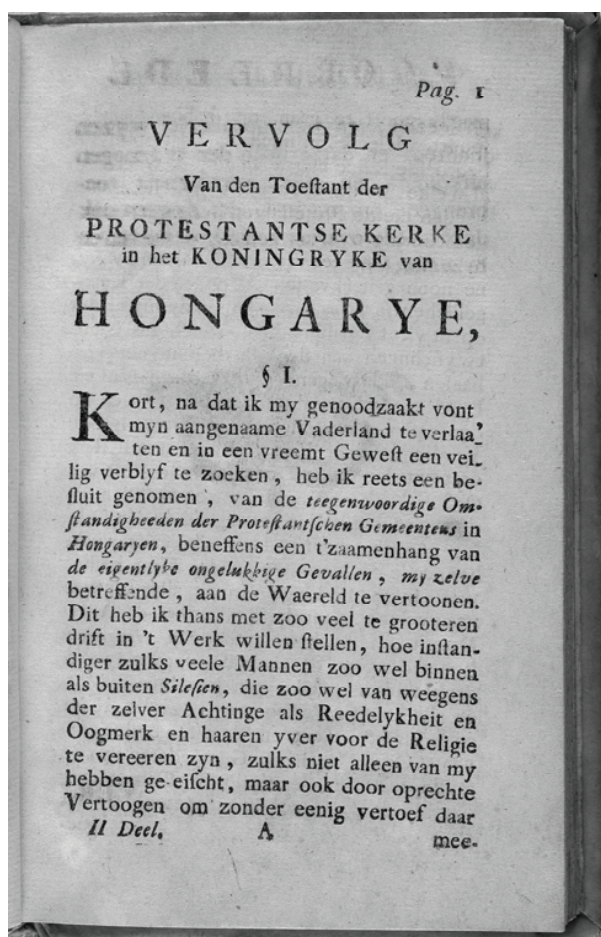 Pag. 1
VERVOLG
Van den Toeſtant der
PROTESTANTSE KERKE
in het KONINGRYKE van
HONGARYE,
§ I.
Kort, na dat ik my genoodzaakt vont
myn aangenaame Vaderland te verlaa-
ten en in een vreemt Geweſt een vei-
lig verblyf te zoeken, heb ik reets een be-
ſluit genomen, van de teegenwoordige Om-
ſtandigheeden der Proteſtantſchen Gemeentens in
Hongaryen, beneffens een t'zaamenhang van
de eigentlyke ongelukkige Gevallen, my zelve
betreffende, aan de Waereld te vertoonen.
Dit heb ik thans met zoo veel te grooteren
drift in 't Werk willen ſtellen, hoe inſtan-
diger zulks veele Mannen zoo wel binnen
als buiten Sileſien, die zoo wel van weegens
der zelver Achtinge als Reedelykheit en
Oogmerk en haaren yver voor de Religie
te vereeren zyn, zulks niet alleen van my
hebben ge-eiſcht, maar ook door oprechte
Vertoogen om zonder eenig vertoef daar
II Deel. A mee-